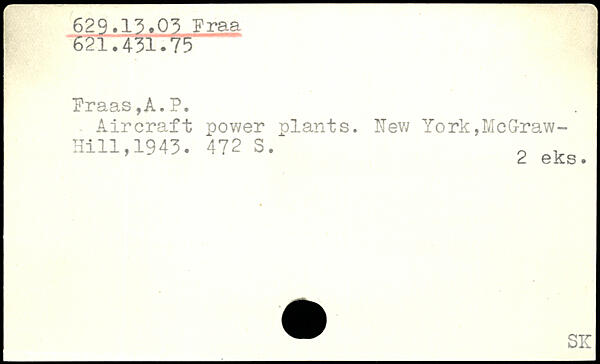 629.13.03 Fraa
621.431.75
Fraas,A.P.
Aircraft power plants. New York,McGraw-
Hill,1943. 472 S.
2 eks.
SK